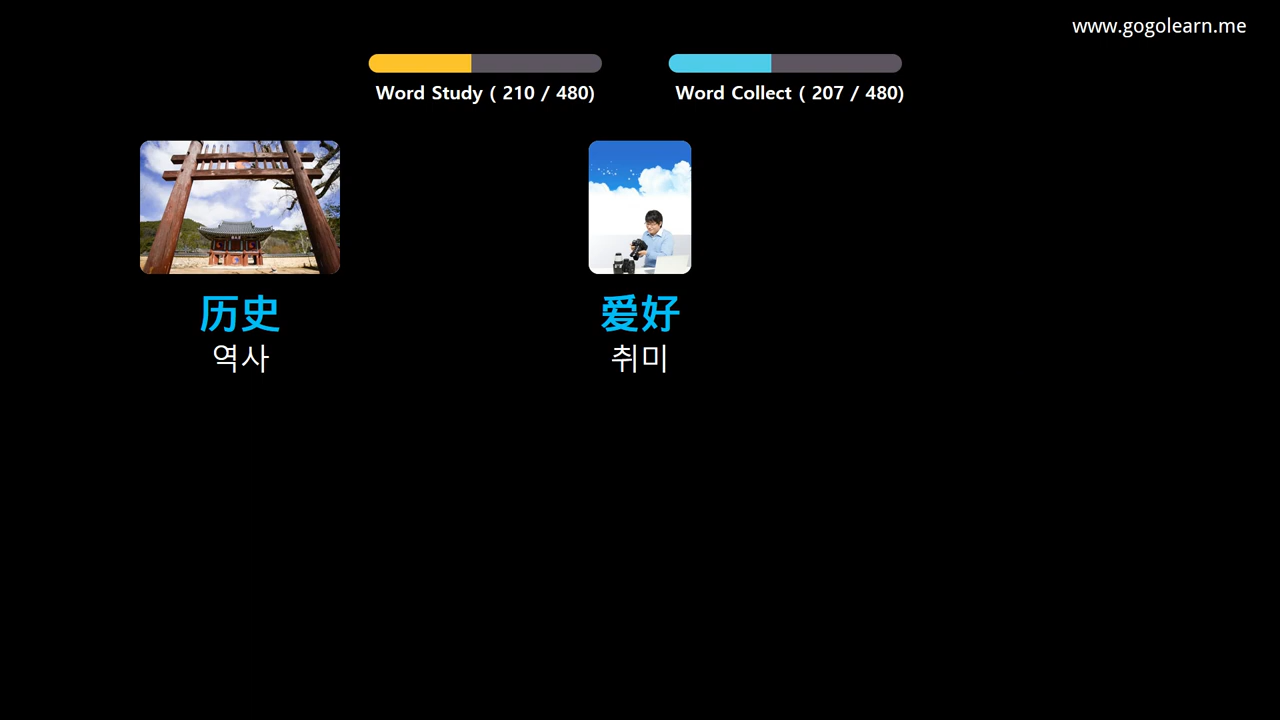 www.gogolearn.me
Word Study ( 210 / 480)
Word Collect ( 207 / 480)
历史
역사
爱好
취미